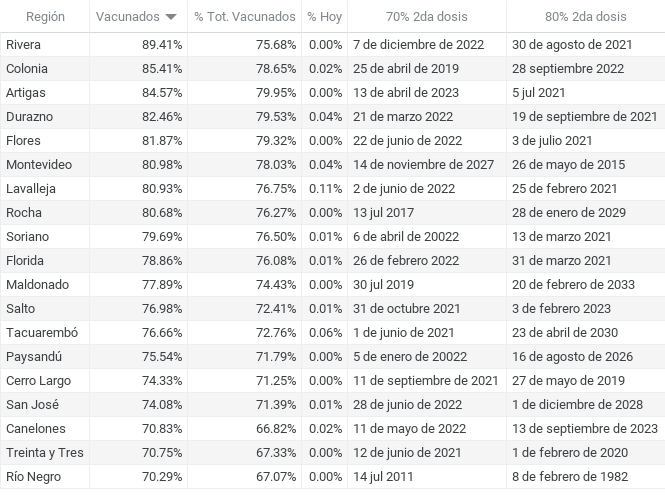 Región Vacunados % Tot. Vacunados % Hoy 70% 2da dosis 80% 2da dosis
Rivera 89.41% 75.68% 0.00% 7 de diciembre de 2022 30 de agosto de 2021
Colonia 85.41% 78.65% 0.02% 25 de abril de 2019 28 septiembre 2022
Artigas 84.57% 79.95% 0.00% 13 de abril de 2023 5 jul 2021
Durazno 82.46% 79.53% 0.04% 21 de marzo 2022 19 de septiembre de 2021
Flores 81.87% 79.32% 0.00% 22 de junio de 2022 3 de julio 2021
Montevideo 80.98% 78.03% 0.04% 14 de noviembre de 2027 26 de mayo de 2015
Lavalleja 80.93% 76.75% 0.11% 2 de junio de 2022 25 de febrero 2021
Rocha 80.68% 76.27% 0.00% 13 jul 2017 28 de enero de 2029
Soriano 79.69% 76.50% 0.01% 6 de abril de 20022 13 de marzo 2021
Florida 78.86% 76.08% 0.01% 26 de febrero 2022 31 de marzo 2021
Maldonado 77.89% 74.43% 0.00% 30 jul 2019 20 de febrero de 2033
Salto 76.98% 72.41% 0.01% 31 de octubre 2021 3 de febrero 2023
Tacuarembó 76.66% 72.76% 0.06% 1 de junio de 2021 23 de abril de 2030
Paysandú 75.54% 71.79% 0.00% 5 de enero de 20022 16 de agosto de 2026
Cerro Largo 74.33% 71.25% 0.00% 11 de septiembre de 2021 27 de mayo de 2019
San José 74.08% 71.39% 0.01% 28 de junio de 2022 1 de diciembre de 2028
Canelones 70.83% 66.82% 0.02% 11 de mayo de 2022 13 de septiembre de 2023
Treinta y Tres 70.75% 67.33% 0.00% 12 de junio de 2021 1 de febrero de 2020
Río Negro 70.29% 67.07% 0.00% 14 jul 2011 8 de febrero de 1982